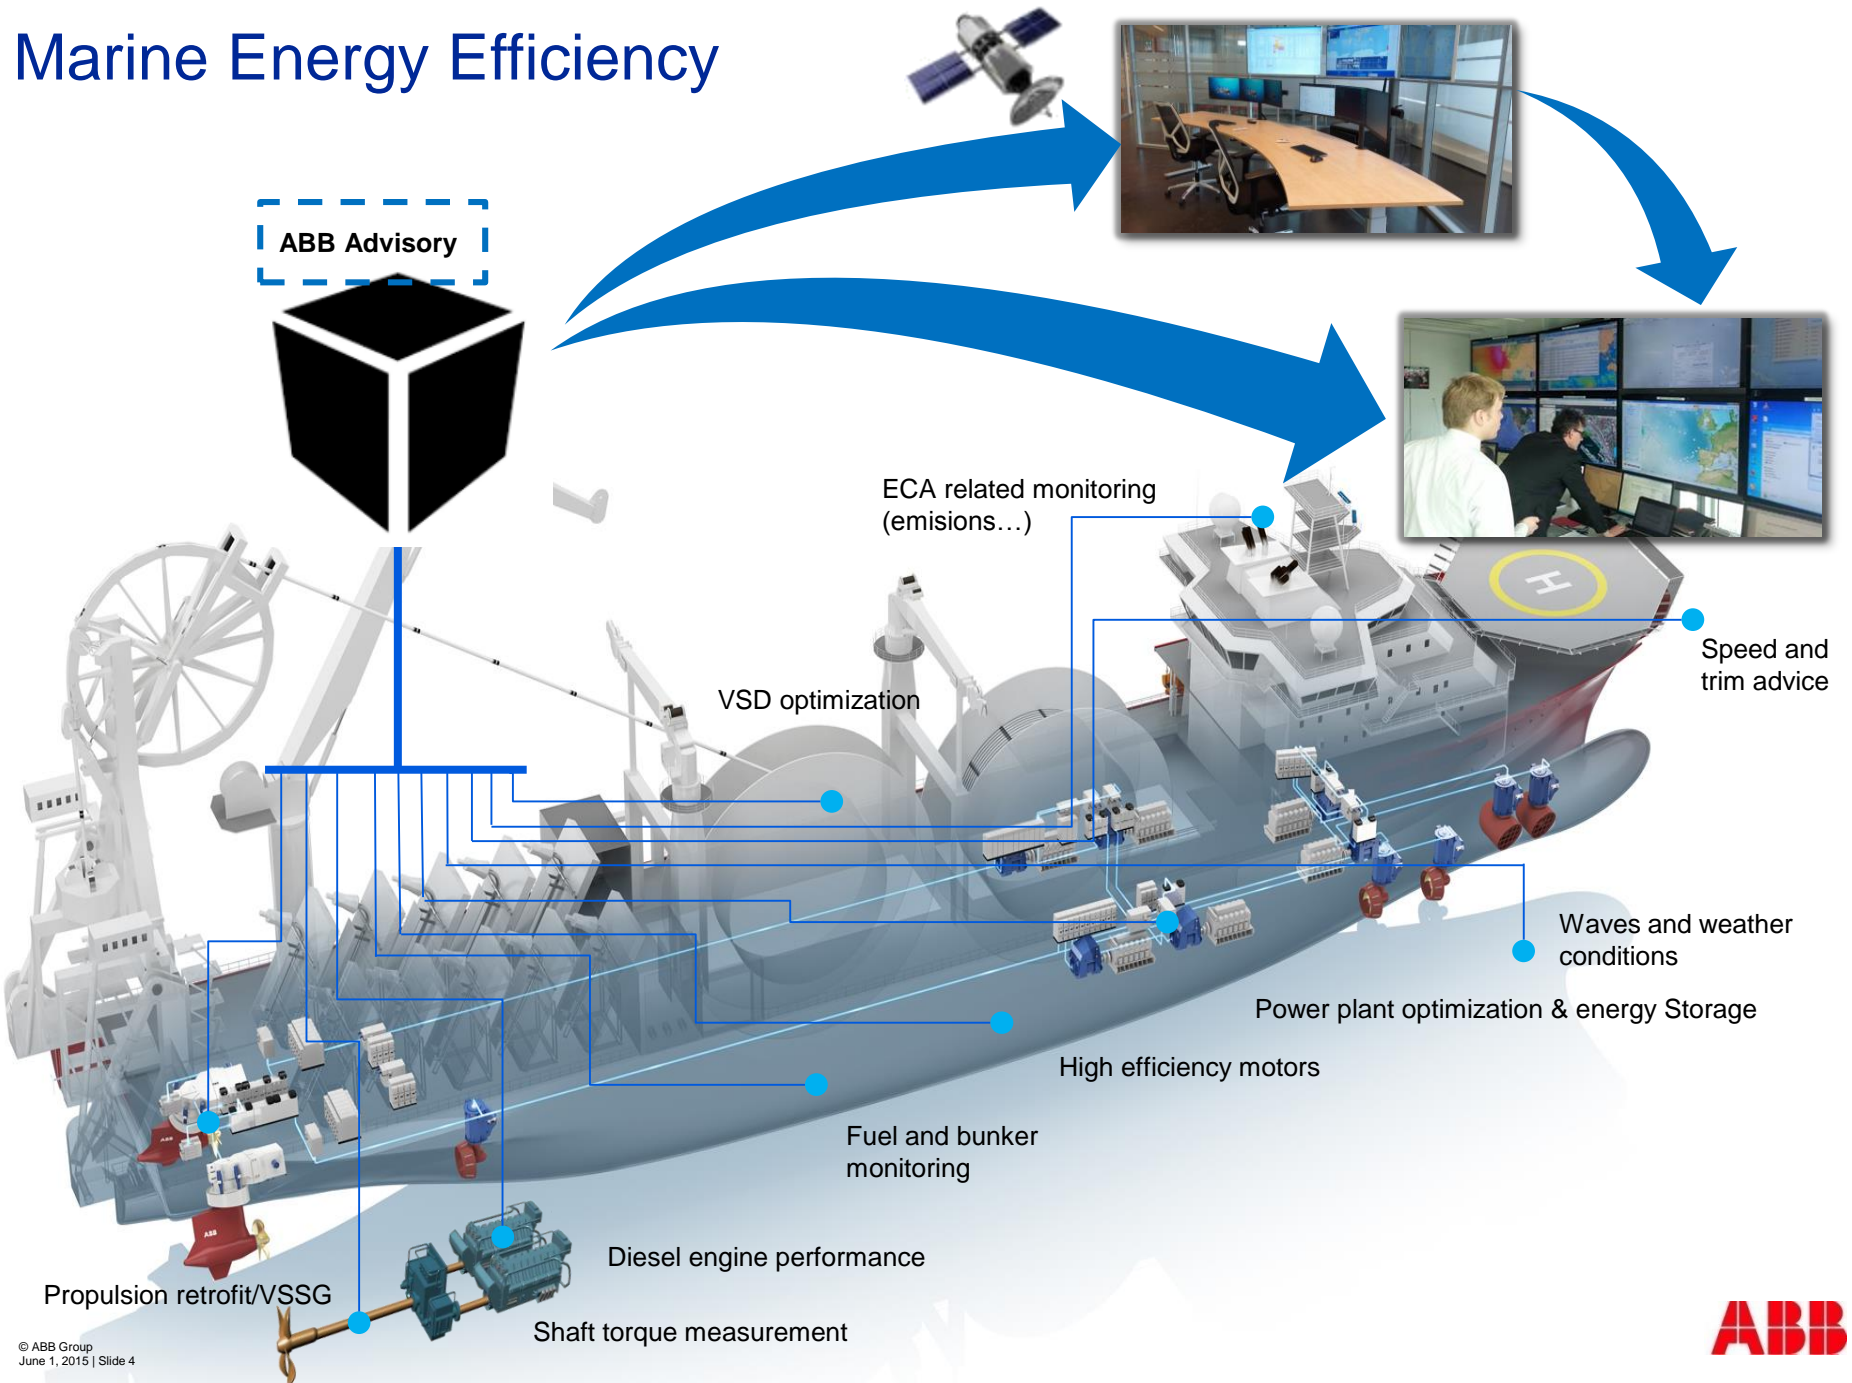 Marine Energy Efficiency
ABB Advisory
ECA related monitoring
(emisions…)
Speed and
trim advice
VSD optimization
Waves and weather
conditions
Power plant optimization & energy Storage
High efficiency motors
Fuel and bunker
monitoring
Diesel engine performance
Propulsion retrofit/VSSG
Shaft torque measurement
H
ABB
ABB
© ABB Group
June 1, 2015 | Slide 4
ABB